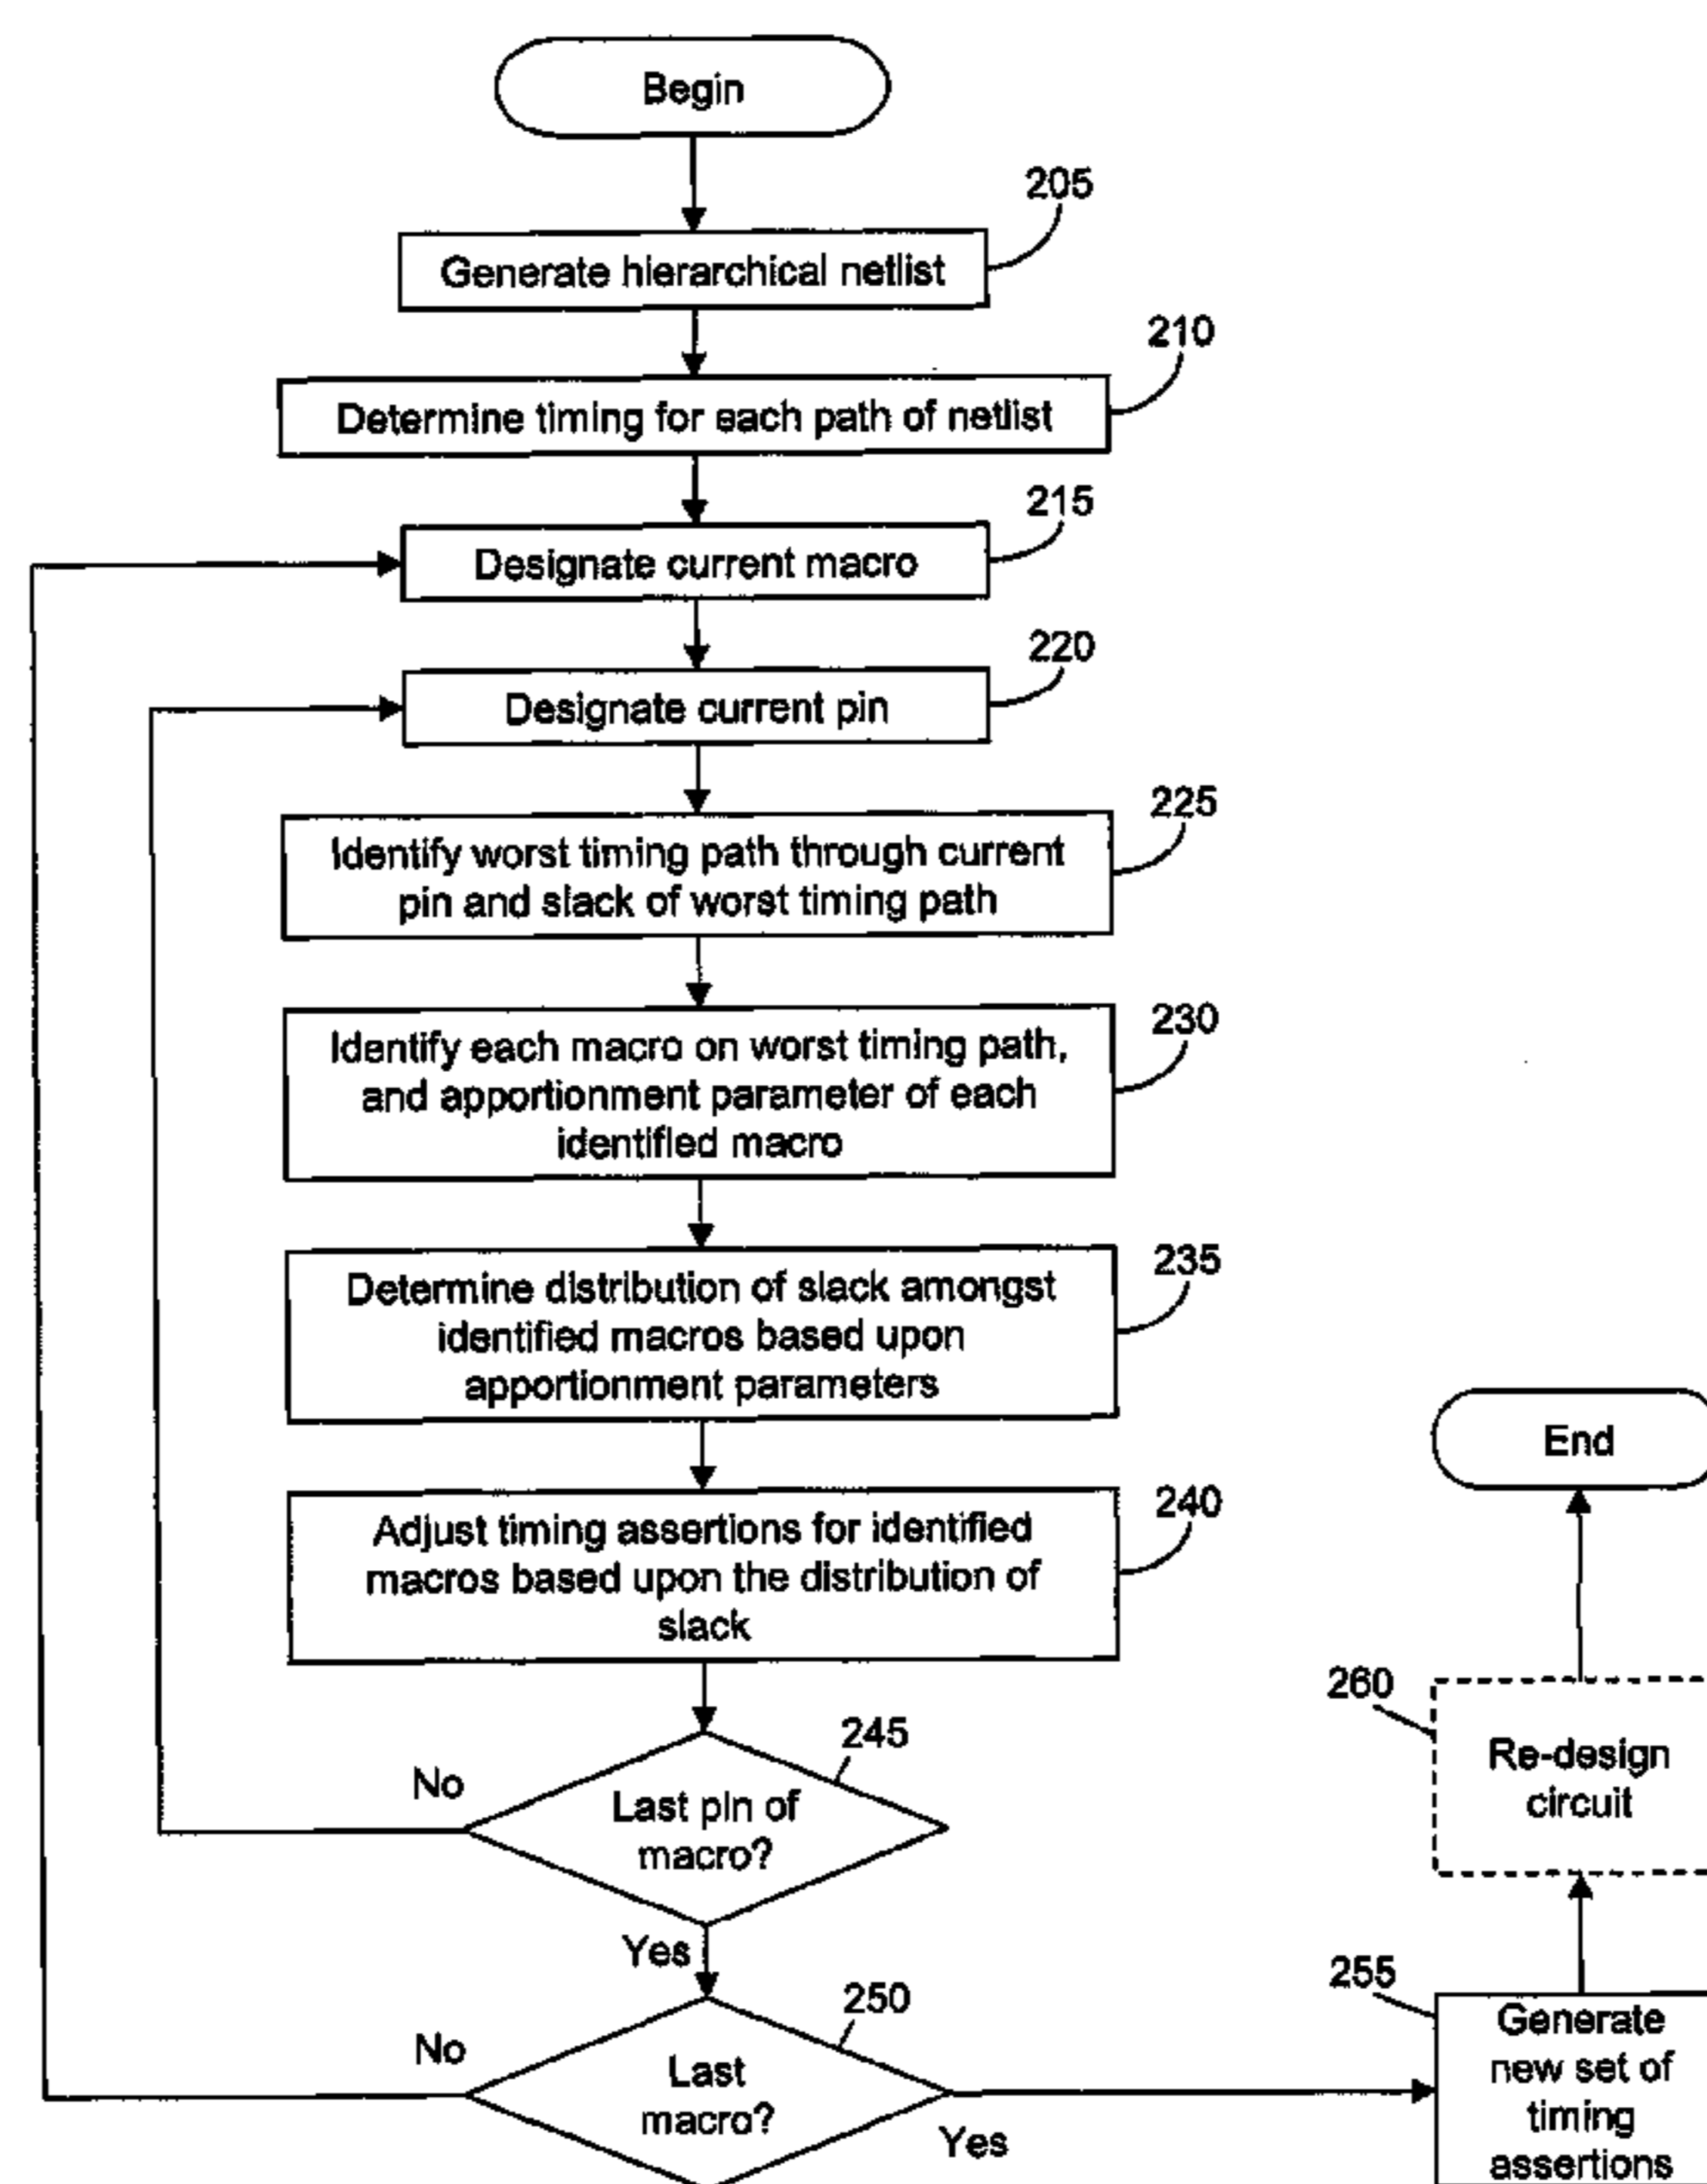 Begin
205
Generate hierarchical netlist
210
Determine timing for each path of netlist
215
Designate current macro
220
Designate current pin
225
Identify worst timing path through current
pin and slack of worst timing path
230
Identify each macro on worst timing path,
and apportionment parameter of each
identified macro
235
Determine distribution of slack amongst
identified macros based upon
apportionment parameters
240
Adjust timing assertions for identified
macros based upon the distribution of
slack
245
No
Last pin of
macro?
Yes
250
No
Last
macro?
Yes
255
Generate
new set of
timing
assertions
260
Re-design
circuit
End